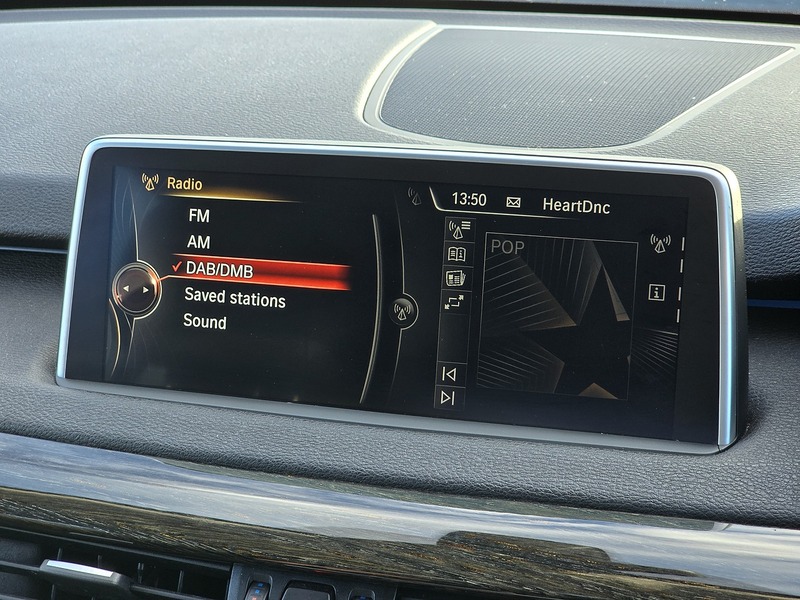 Radio
FM
AM
DAB/DMB
Saved stations
Sound
13:50
HeartDnc
POP